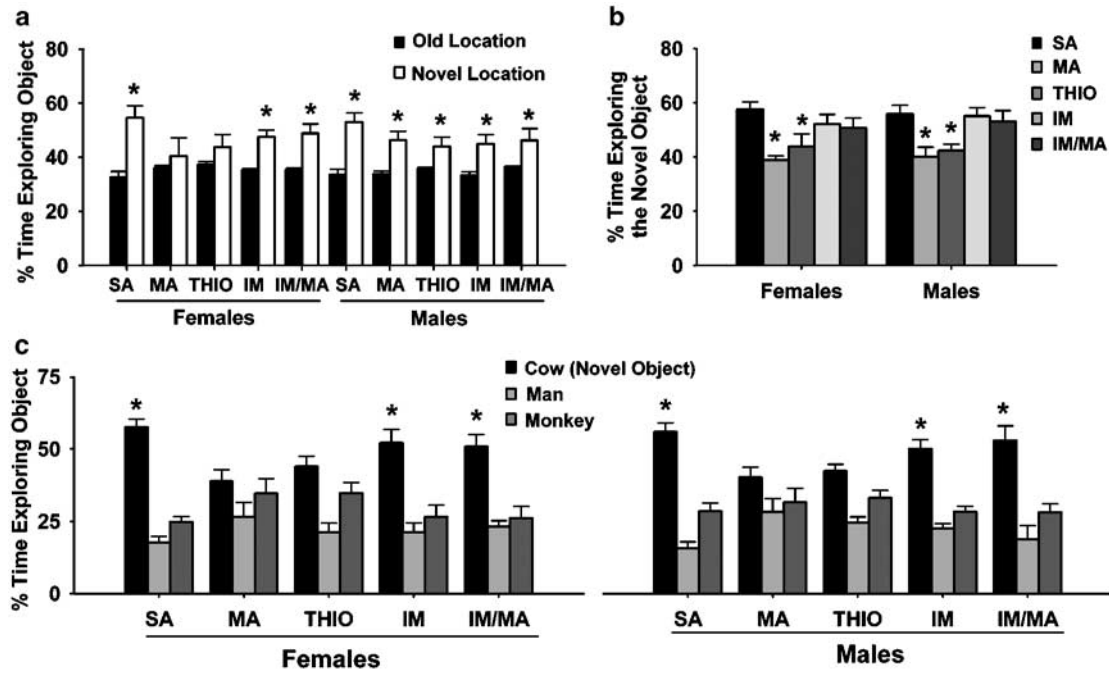 a
% Time Exploring Object
80
60
40
20
0
Old Location
Novel Location
* * * * * * * *
SA MA THIO IM IM/MA SA MA THIO IM IM/MA
Females Males
b
% Time Exploring
the Novel Object
80
60
40
20
0
SA
MA
THIO
IM
IM/MA
* * * *
Females Males
c
% Time Exploring Object
75
50
25
0
Cow (Novel Object)
Man
Monkey
* * * * * *
SA MA THIO IM IM/MA SA MA THIO IM IM/MA
Females Males